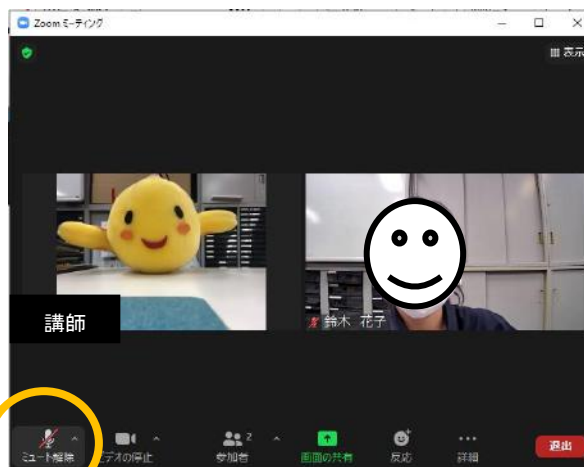 Zoom ミーティング
表示
講師
鈴木 花子
ミュート解除
ビデオの停止
2
参加者
画面の共有
反応
詳細
退出